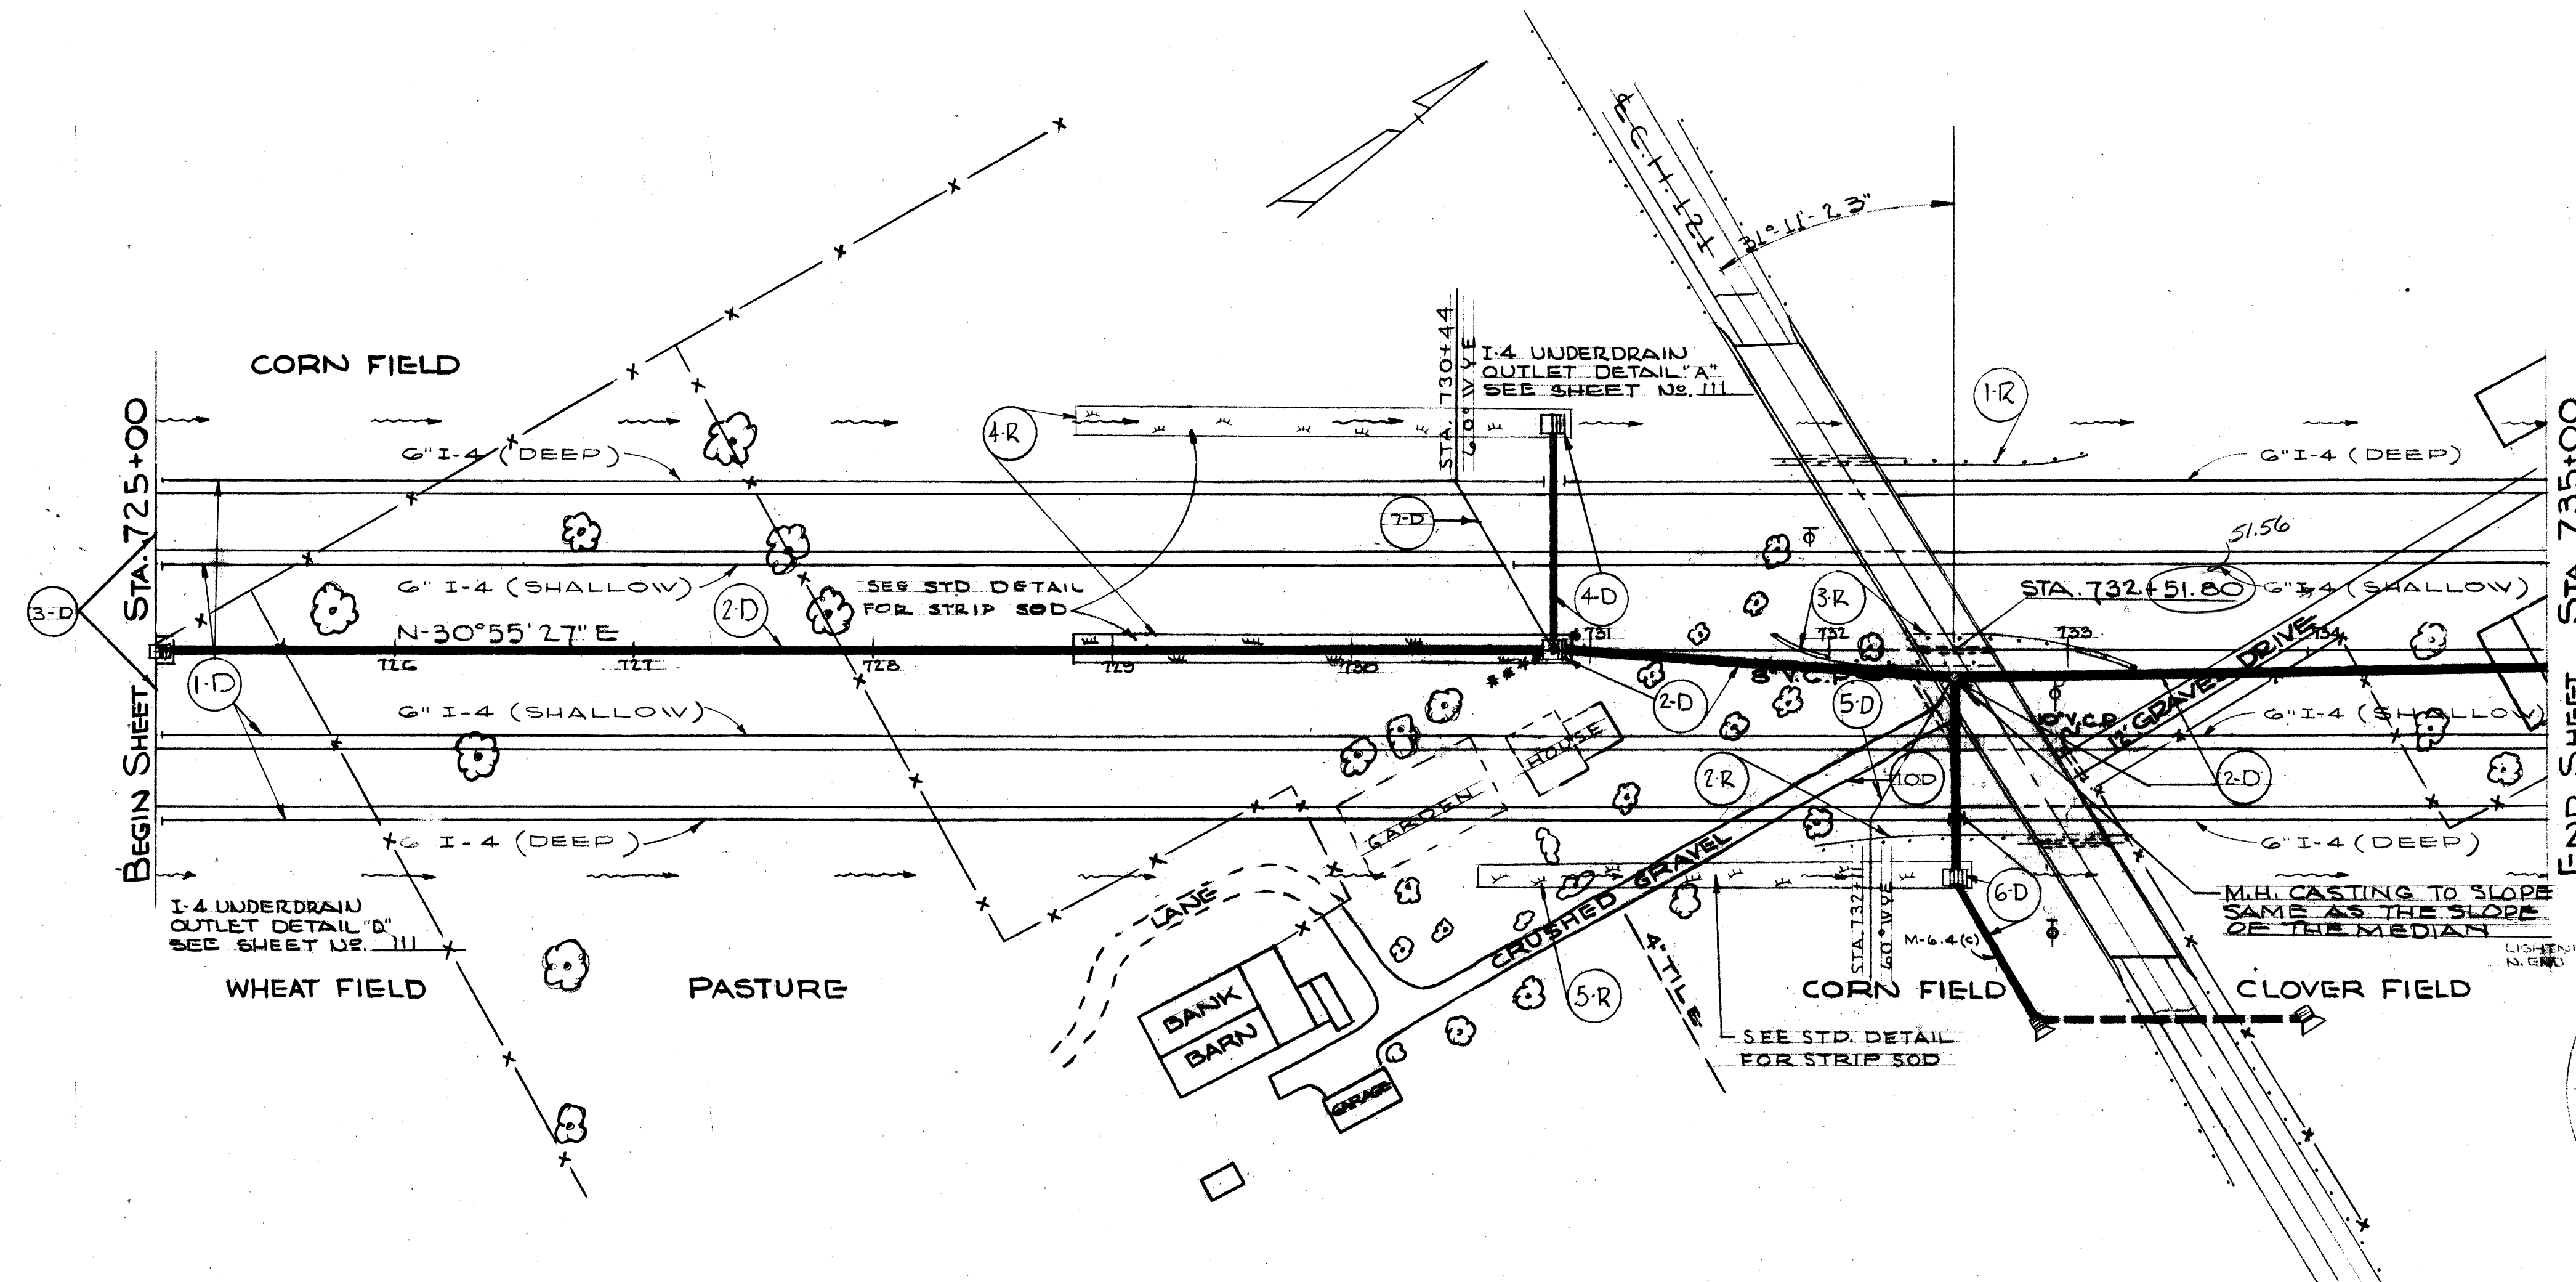 CORN FIELD
BEGIN SHEET STA. 725+00
3-D
1-D
4-R
6" I-4 (DEEP)
6" I-4 (SHALLOW)
2-D
N-30°55'27"E
SEE STD DETAIL
FOR STRIP SOD
726
727
728
729
730
731
732
733
734
6" I-4 (SHALLOW)
6 I-4 (DEEP)
I-4 UNDERDRAIN
OUTLET DETAIL "D"
SEE SHEET NO. 111
WHEAT FIELD
PASTURE
LANE
BANK
BARN
GARAGE
GARDEN
HOUSE
CRUSHED GRAVEL
4" TILE
STA. 730+44
60° WYE
I-4 UNDERDRAIN
OUTLET DETAIL "A"
SEE SHEET NO. 111
7-D
4-D
2-D
C.H. 121
31°-11'-23"
1-R
3-R
8" V.C.P.
5-D
2-R
10D
STA. 732+11
60° WYE
6-D
M-6.4(c)
5-R
SEE STD. DETAIL
FOR STRIP SOD
CORN FIELD
6" I-4 (DEEP)
51.56
STA. 732+51.80
6" I-4 (SHALLOW)
10" V.C.P.
12' GRAVEL DRIVE
6" I-4 (SHALLOW)
2-D
6" I-4 (DEEP)
M.H. CASTING TO SLOPE
SAME AS THE SLOPE
OF THE MEDIAN
N. END
CLOVER FIELD
END SHEET STA 735+00